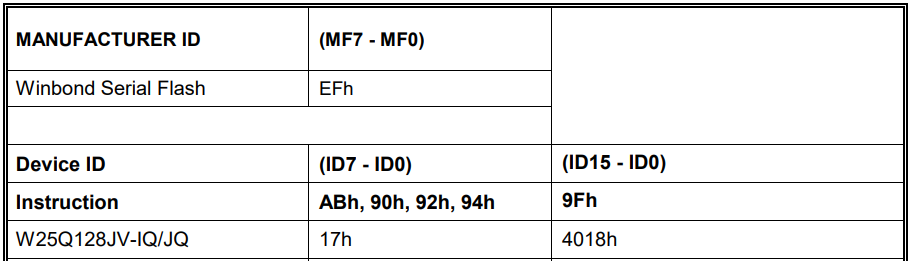 MANUFACTURER ID (MF7 - MF0)
Winbond Serial Flash EFh
Device ID (ID7 - ID0) (ID15 - ID0)
Instruction ABh, 90h, 92h, 94h 9Fh
W25Q128JV-IQ/JQ 17h 4018h